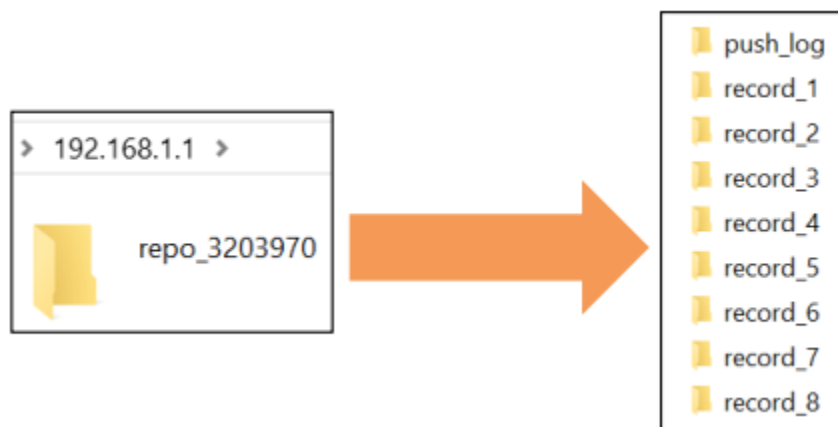 > 192.168.1.1 >
repo_3203970
push_log
record_1
record_2
record_3
record_4
record_5
record_6
record_7
record_8